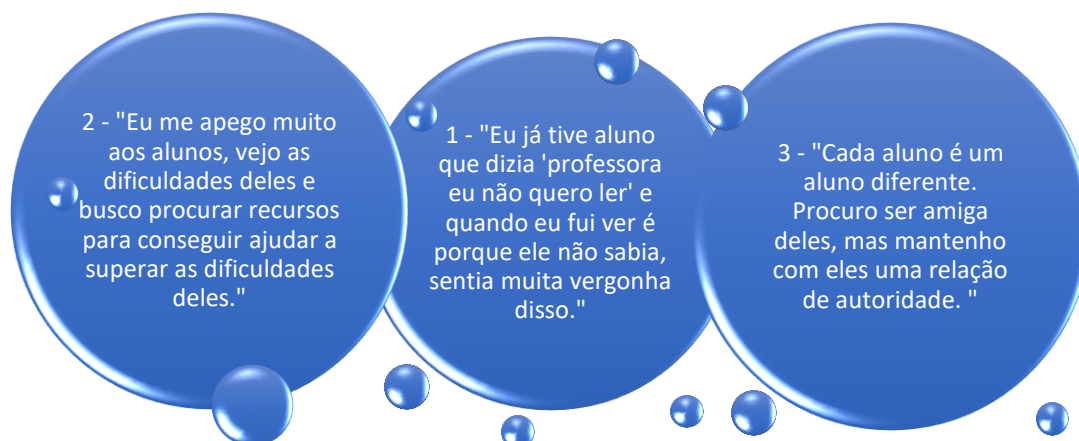 2 - "Eu me apego muito
aos alunos, vejo as
dificuldades deles e
busco procurar recursos
para conseguir ajudar a
superar as dificuldades
deles."
1 - "Eu já tive aluno
que dizia 'professora
eu não quero ler' e
quando eu fui ver é
porque ele não sabia,
sentia muita vergonha
disso."
3 - "Cada aluno é um
aluno diferente.
Procuro ser amiga
deles, mas mantenho
com eles uma relação
de autoridade. "